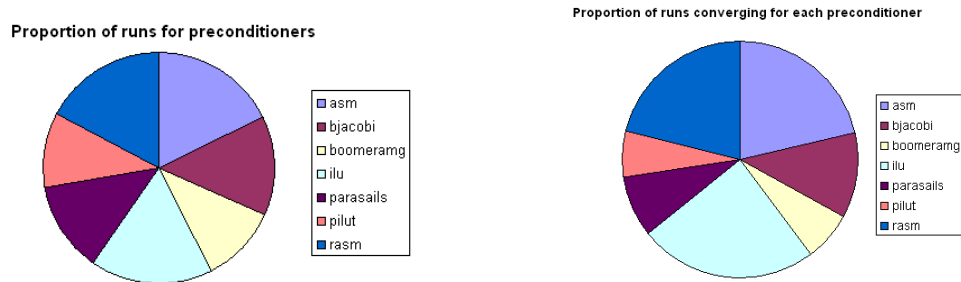 Proportion of runs for preconditioners
asm
bjacobi
boomeramg
ilu
parasails
pilut
rasm
Proportion of runs converging for each preconditioner
asm
bjacobi
boomeramg
ilu
parasails
pilut
rasm